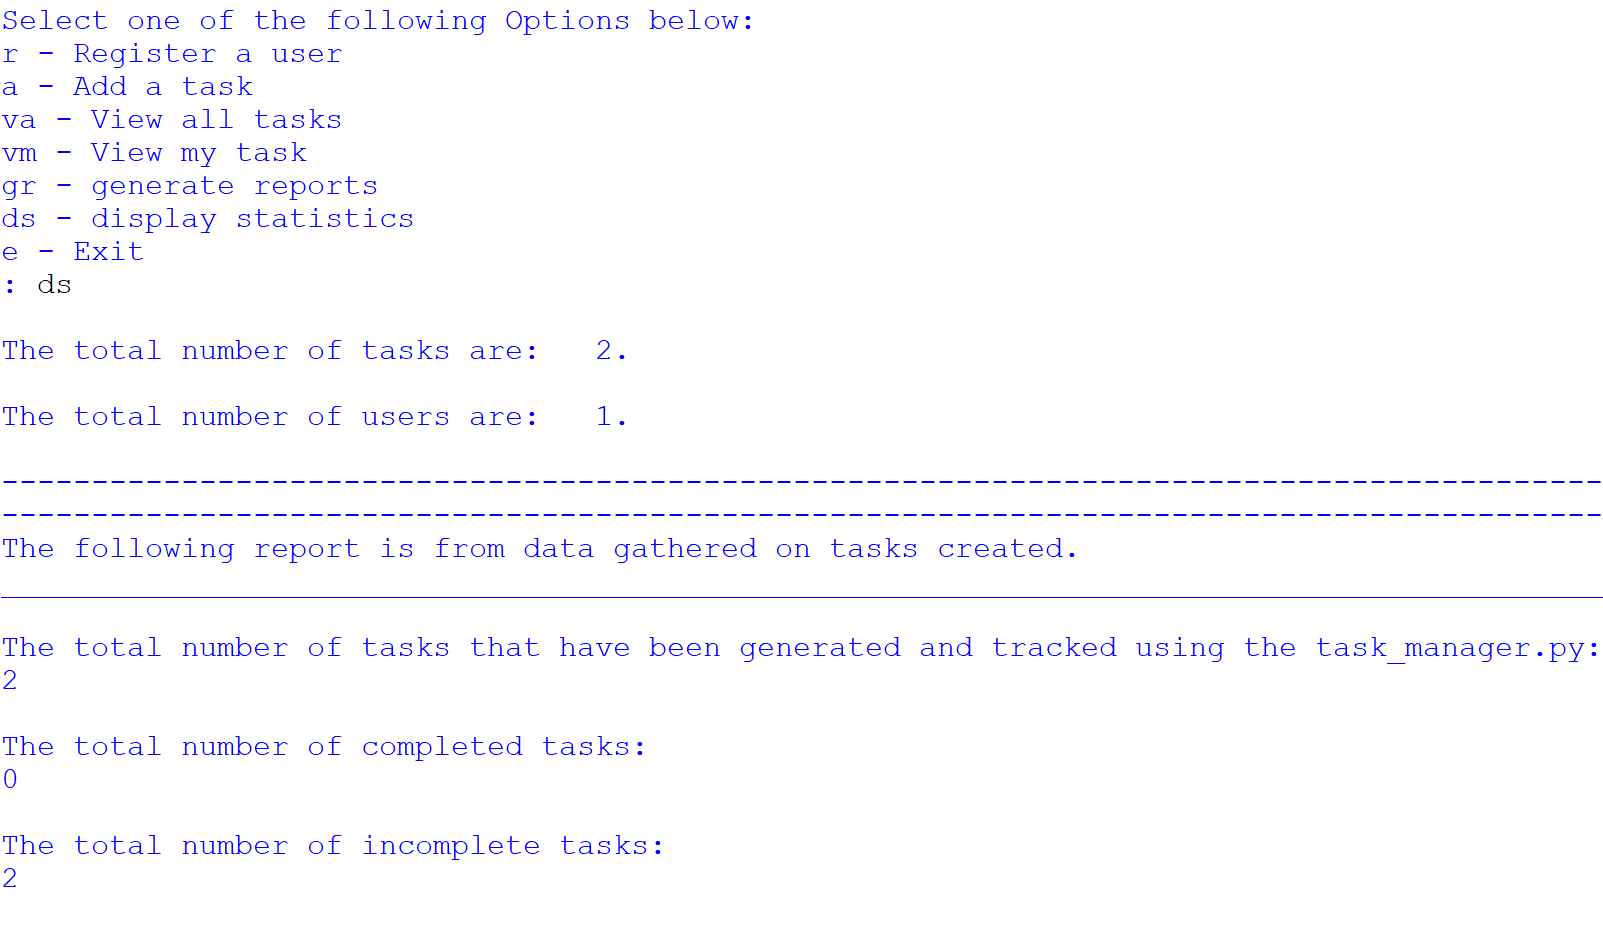 Select one of the following Options below:
r - Register a user
a - Add a task
va - View all tasks
vm - View my task
gr - generate reports
ds - display statistics
e - Exit
: ds
The total number of tasks are:   2.
The total number of users are:   1.
-----------------------------------------------------------------------------------------
-----------------------------------------------------------------------------------------
The following report is from data gathered on tasks created.
The total number of tasks that have been generated and tracked using the task_manager.py:
2
The total number of completed tasks:
0
The total number of incomplete tasks:
2